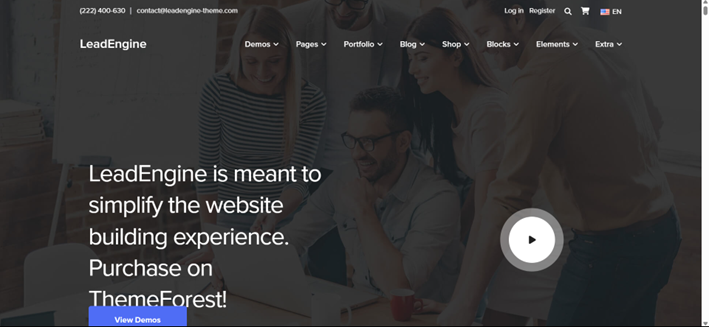 (222) 400-630 | contact@leadengine-theme.com Log in Register EN
LeadEngine Demos Pages Portfolio Blog Shop Blocks Elements Extra
LeadEngine is meant to
simplify the website
building experience.
Purchase on
ThemeForest!
View Demos